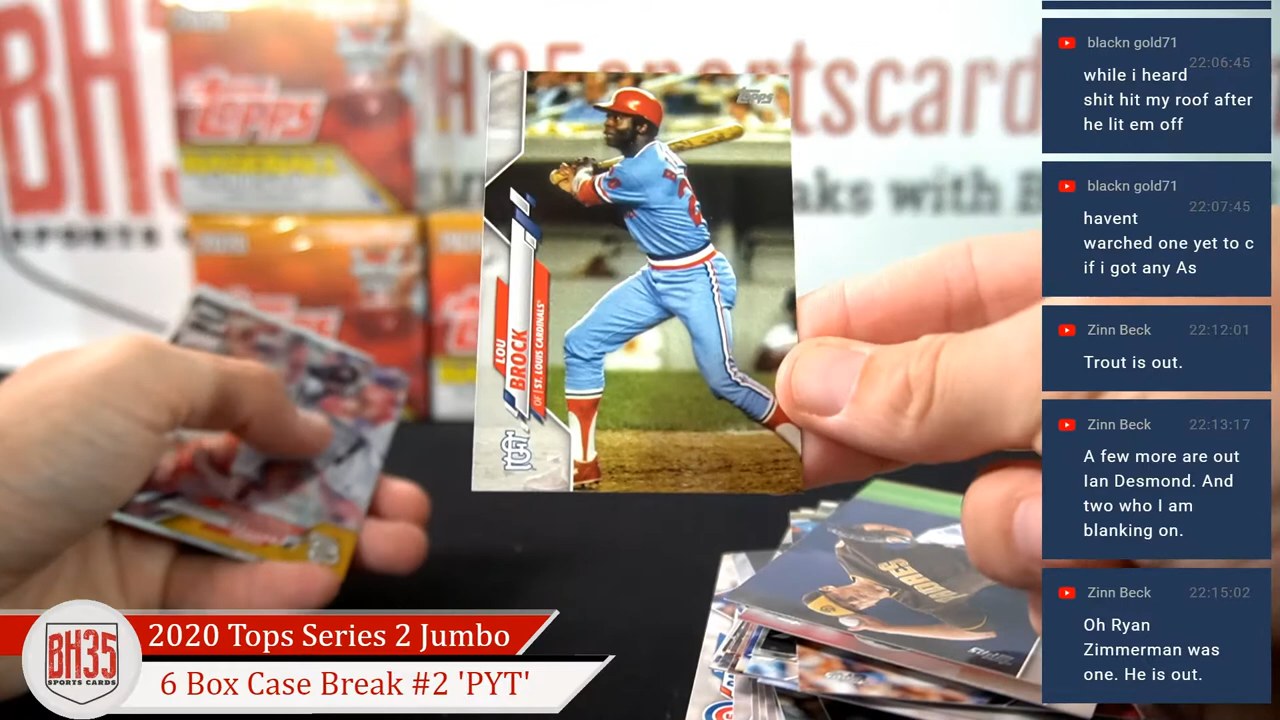 blackn gold71
22:06:45
while i heard
shit hit my roof after
he lit em off
blackn gold71
22:07:45
havent
warched one yet to c
if i got any As
Zinn Beck 22:12:01
Trout is out.
Zinn Beck 22:13:17
A few more are out
Ian Desmond. And
two who I am
blanking on.
Zinn Beck 22:15:02
Oh Ryan
Zimmerman was
one. He is out.
BH35sportscard
aks with B
BH35
SPORTS
Topps
BASEBALL
Topps
LOU
BROCK
OF | ST. LOUIS CARDINALS
BH35
SPORTS CARDS
2020 Tops Series 2 Jumbo
6 Box Case Break #2 'PYT'